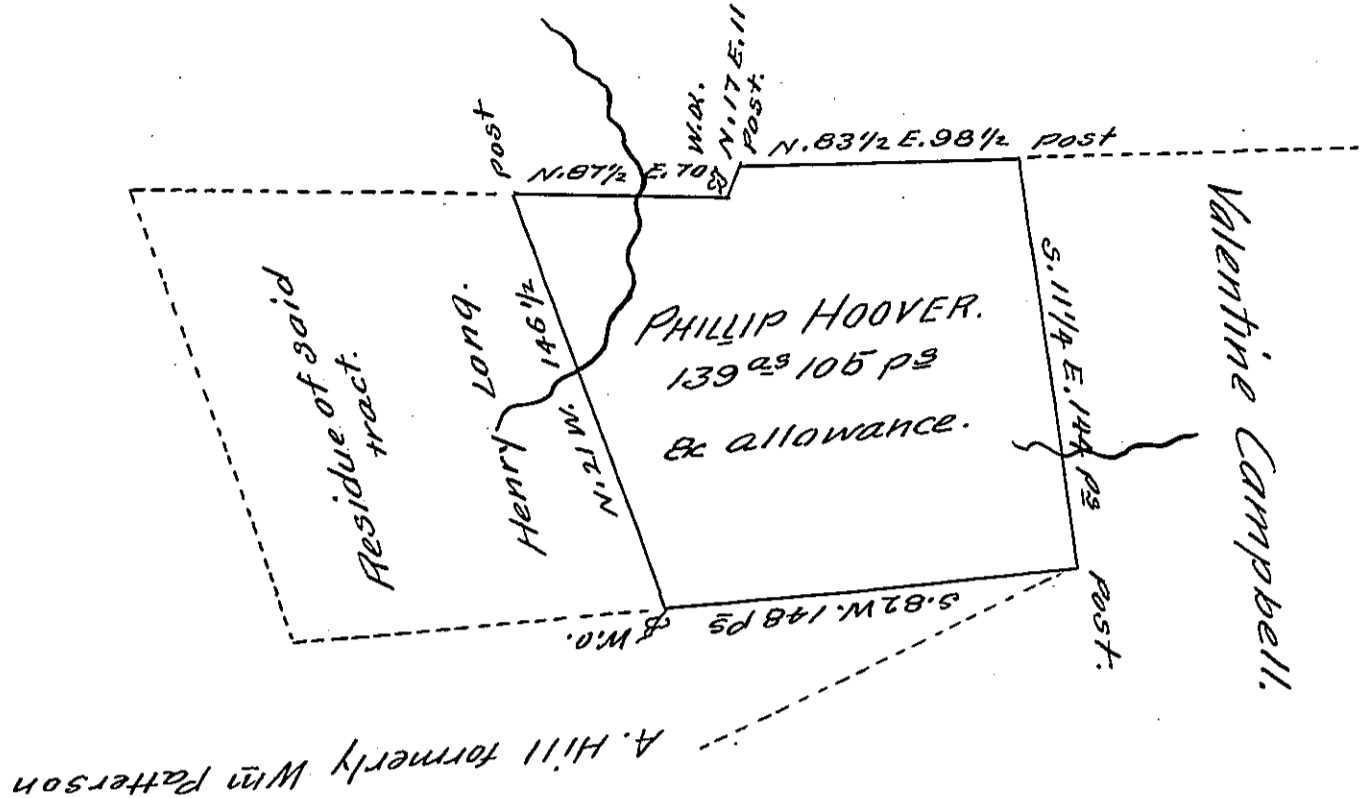 post
N.87½ E.70
W.O.
N.17 E.11
Post.
N.83½ E.98½
Post
S.11¼ E.144 ps
Post.
S.82W.148 ps
W.O.
N.21W. 146½
PHILLIP HOOVER.
139 as 105 ps
& allowance.
Henry Long.
Residue of said
tract.
Valentine Campbell.
A. Hill formerly Wm Patterson